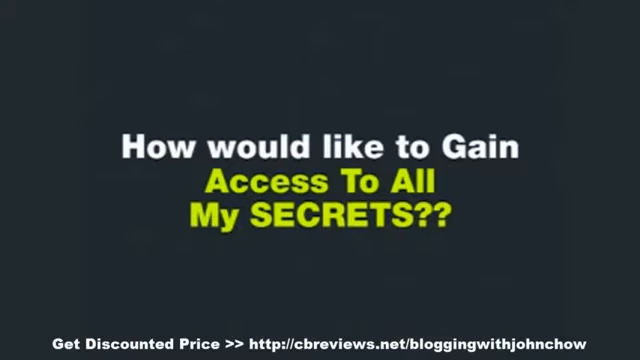 How would like to Gain
Access To All
My SECRETS??
Get Discounted Price >> http://cbreviews.net/bloggingwithjohnchow